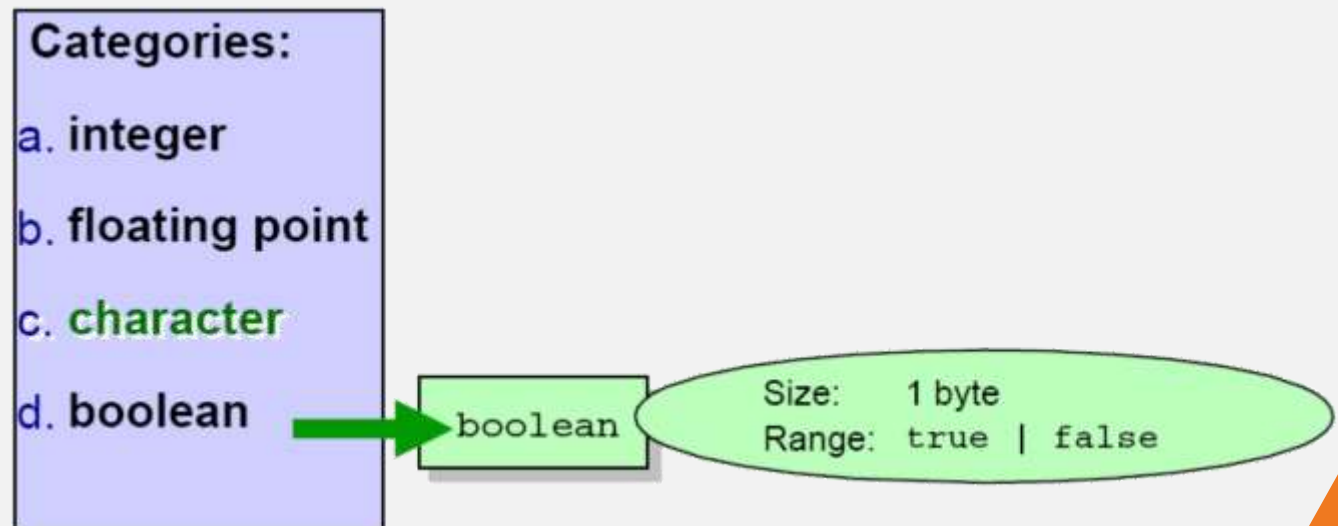 Categories:
a. integer
b. floating point
c. character
d. boolean
boolean
Size: 1 byte
Range: true | false